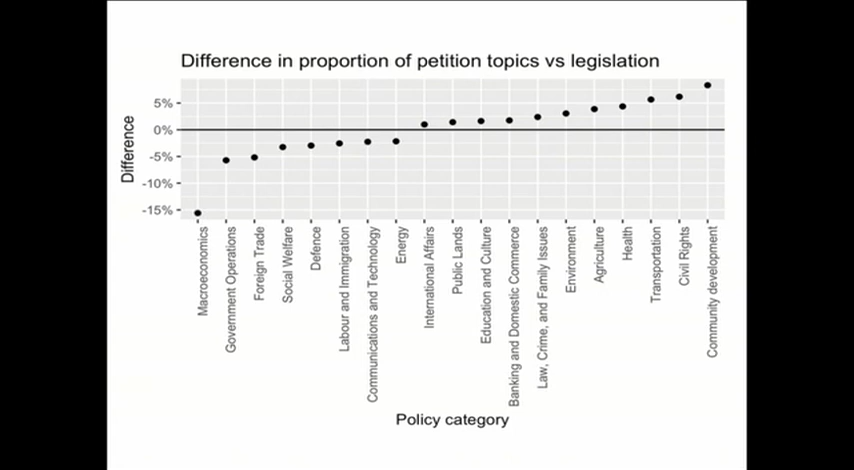 Difference in proportion of petition topics vs legislation
Difference
5%
0%
-5%
-10%
-15%
Macroeconomics
Government Operations
Foreign Trade
Social Welfare
Defence
Labour and Immigration
Communications and Technology
Energy
International Affairs
Public Lands
Education and Culture
Banking and Domestic Commerce
Law, Crime, and Family Issues
Environment
Agriculture
Health
Transportation
Civil Rights
Community development
Policy category